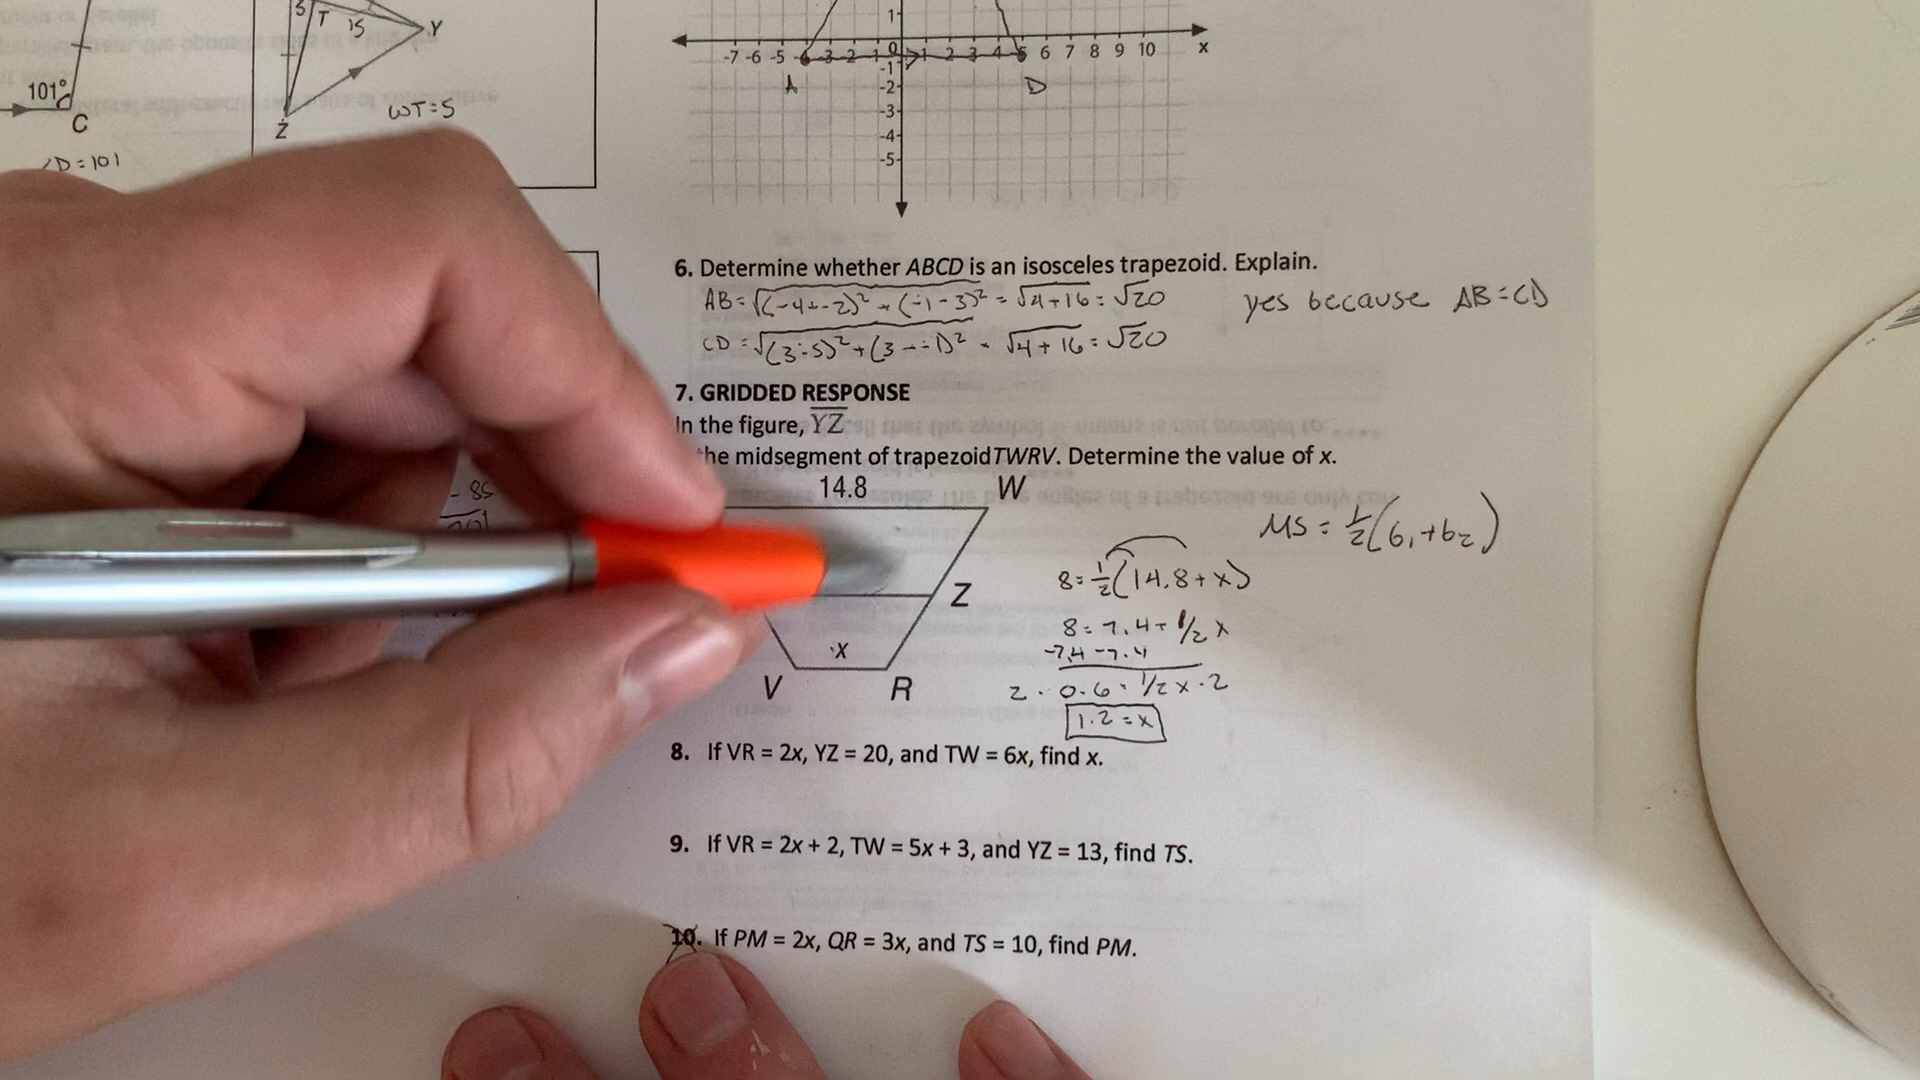 S T 15 Y
101°
C
Z
WT=5
∠D=101
1
0
-7 -6 -5 -4 -3 -2 -1 1 2 3 4 5 6 7 8 9 10 x
-1
A -2 D
-3
-4
-5
6. Determine whether ABCD is an isosceles trapezoid. Explain.
AB=√(-4--2)²+(-1-3)² = √4+16 = √20 yes because AB=CD
CD=√(3-5)²+(3--1)² = √4+16 = √20
7. GRIDDED RESPONSE
In the figure, YZ
the midsegment of trapezoid TWRV. Determine the value of x.
- 85
14.8 W
MS = ½(b₁+b₂)
8=½(14.8+x)
Z
8=7.4+½x
-7.4 -7.4
x
2 · 0.6 = ½x · 2
V R
1.2=x
8. If VR = 2x, YZ = 20, and TW = 6x, find x.
9. If VR = 2x + 2, TW = 5x + 3, and YZ = 13, find TS.
10. If PM = 2x, QR = 3x, and TS = 10, find PM.